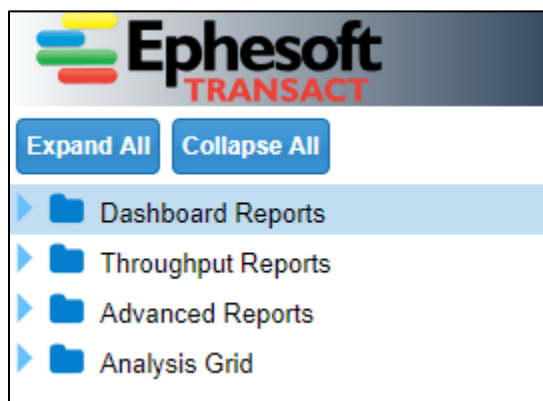 Ephesoft
TRANSACT
Expand All Collapse All
Dashboard Reports
Throughput Reports
Advanced Reports
Analysis Grid